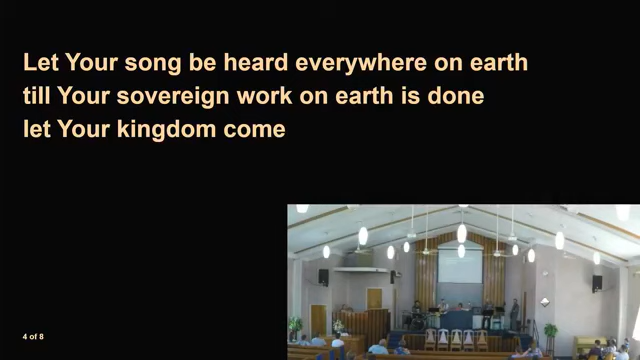 Let Your song be heard everywhere on earth
till Your sovereign work on earth is done
let Your kingdom come
4 of 8